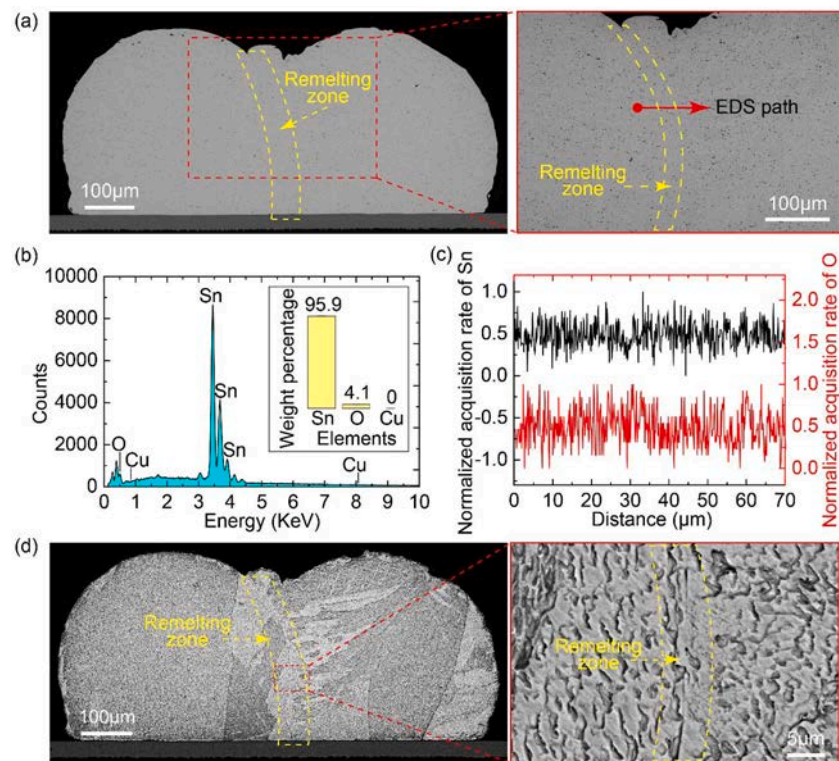 (a)
Remelting
zone
100μm
EDS path
Remelting
zone
100μm
(b)
10000
8000
6000
4000
2000
0
Counts
Sn
Sn
Sn
O
Cu
Cu
0 1 2 3 4 5 6 7 8 9 10
Energy (KeV)
Weight percentage
95.9
4.1
0
Sn O Cu
Elements
(c)
Normalized acquisition rate of Sn
1.0
0.5
0.0
-0.5
-1.0
2.0
1.5
1.0
0.5
0.0
Normalized acquisition rate of O
0 10 20 30 40 50 60 70
Distance (μm)
(d)
Remelting
zone
100μm
Remelting
zone
5μm